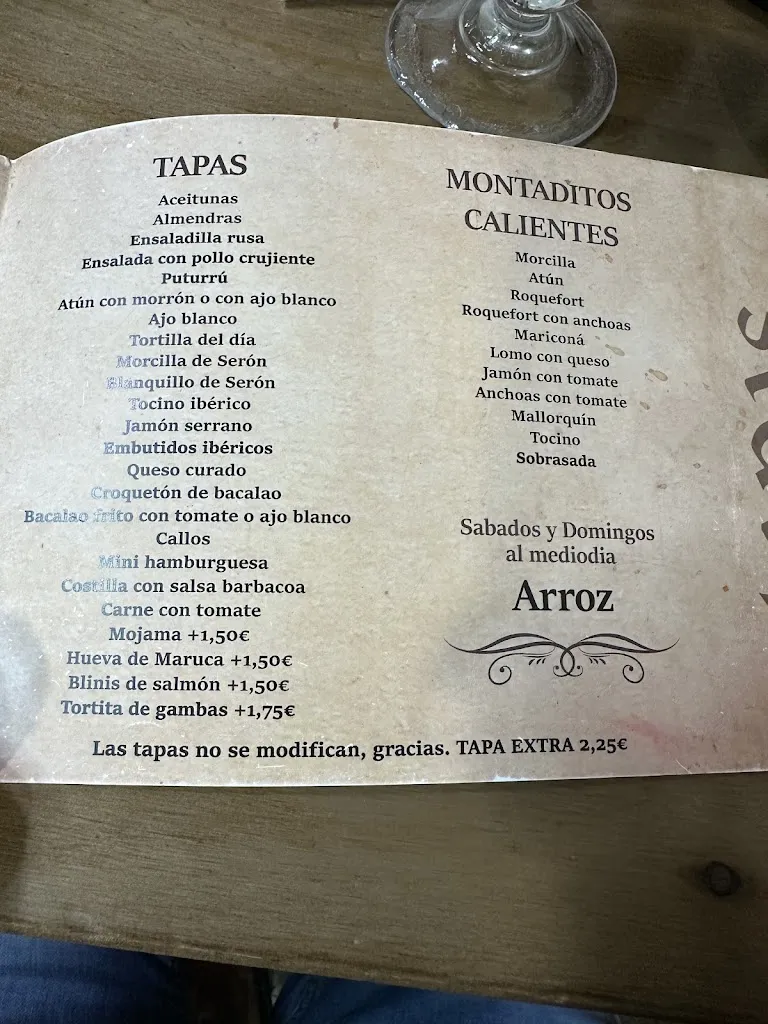 TAPAS
Aceitunas
Almendras
Ensaladilla rusa
Ensalada con pollo crujiente
Puturrú
Atún con morrón o con ajo blanco
Ajo blanco
Tortilla del día
Morcilla de Serón
Blanquillo de Serón
Tocino ibérico
Jamón serrano
Embutidos ibéricos
Queso curado
Croquetón de bacalao
Bacalao frito con tomate o ajo blanco
Callos
Mini hamburguesa
Costilla con salsa barbacoa
Carne con tomate
Mojama +1,50€
Hueva de Maruca +1,50€
Blinis de salmón +1,50€
Tortita de gambas +1,75€
MONTADITOS
CALIENTES
Morcilla
Atún
Roquefort
Roquefort con anchoas
Mariconá
Lomo con queso
Jamón con tomate
Anchoas con tomate
Mallorquín
Tocino
Sobrasada
Sabados y Domingos
al mediodia
Arroz
Las tapas no se modifican, gracias. TAPA EXTRA 2,25€